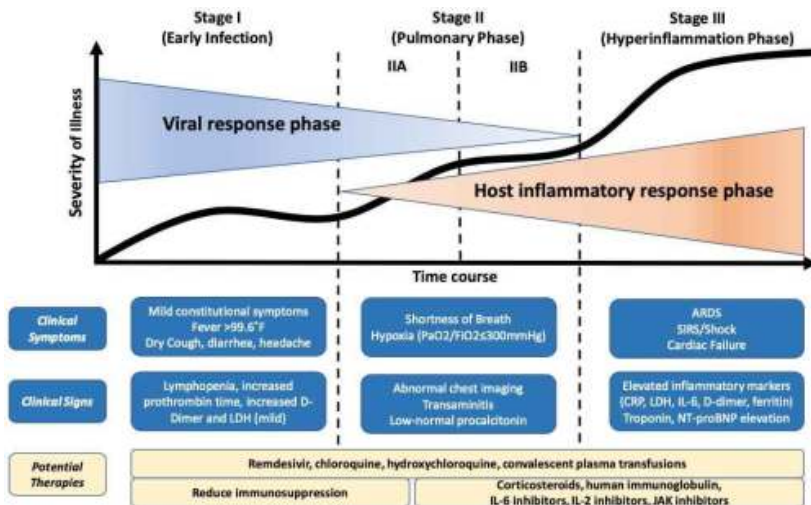 Stage I
(Early Infection)
Stage II
(Pulmonary Phase)
Stage III
(Hyperinflammation Phase)
IIA
IIB
Severity of Illness
Viral response phase
Host inflammatory response phase
Time course
Clinical
Symptoms
Mild constitutional symptoms
Fever >99.6°F
Dry Cough, diarrhea, headache
Shortness of Breath
Hypoxia (PaO2/FiO2≤300mmHg)
ARDS
SIRS/Shock
Cardiac Failure
Clinical Signs
Lymphopenia, increased
prothrombin time, increased D-
Dimer and LDH (mild)
Abnormal chest imaging
Transaminitis
Low-normal procalcitonin
Elevated inflammatory markers
(CRP, LDH, IL-6, D-dimer, ferritin)
Troponin, NT-proBNP elevation
Potential
Therapies
Remdesivir, chloroquine, hydroxychloroquine, convalescent plasma transfusions
Reduce immunosuppression
Corticosteroids, human immunoglobulin,
IL-6 inhibitors, IL-2 inhibitors, JAK inhibitors